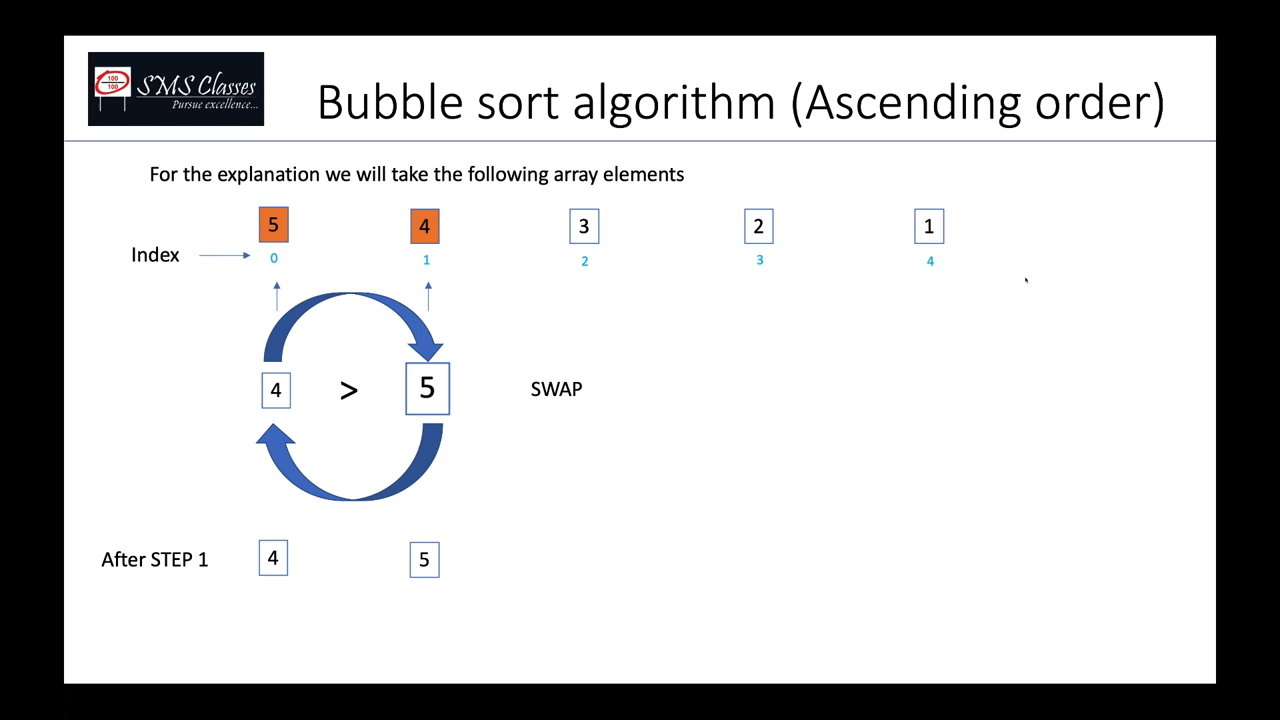 100
100
SMS Classes
Pursue excellence...
Bubble sort algorithm (Ascending order)
For the explanation we will take the following array elements
5 4 3 2 1
Index 0 1 2 3 4
4 > 5 SWAP
After STEP 1 4 5